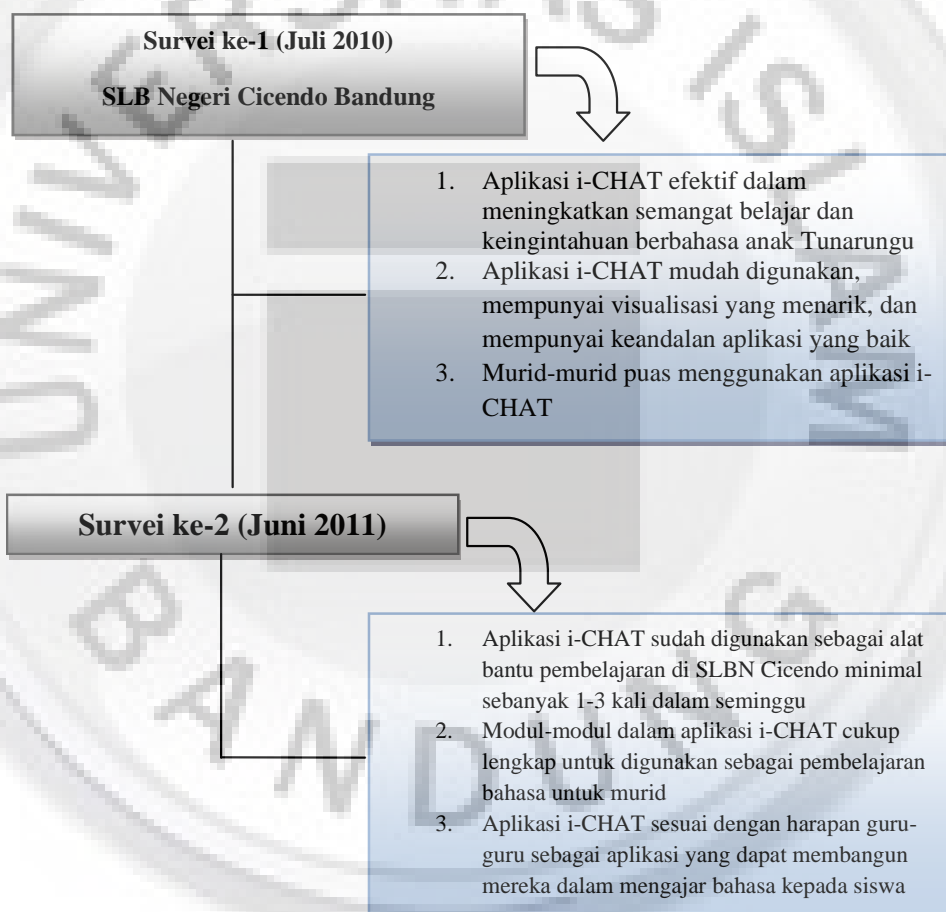 Survei ke-1 (Juli 2010)
SLB Negeri Cicendo Bandung
1. Aplikasi i-CHAT efektif dalam
meningkatkan semangat belajar dan
keingintahuan berbahasa anak Tunarungu
2. Aplikasi i-CHAT mudah digunakan,
mempunyai visualisasi yang menarik, dan
mempunyai keandalan aplikasi yang baik
3. Murid-murid puas menggunakan aplikasi i-
CHAT
Survei ke-2 (Juni 2011)
1. Aplikasi i-CHAT sudah digunakan sebagai alat
bantu pembelajaran di SLBN Cicendo minimal
sebanyak 1-3 kali dalam seminggu
2. Modul-modul dalam aplikasi i-CHAT cukup
lengkap untuk digunakan sebagai pembelajaran
bahasa untuk murid
3. Aplikasi i-CHAT sesuai dengan harapan guru-
guru sebagai aplikasi yang dapat membangun
mereka dalam mengajar bahasa kepada siswa
ISLAM
BANDUNG